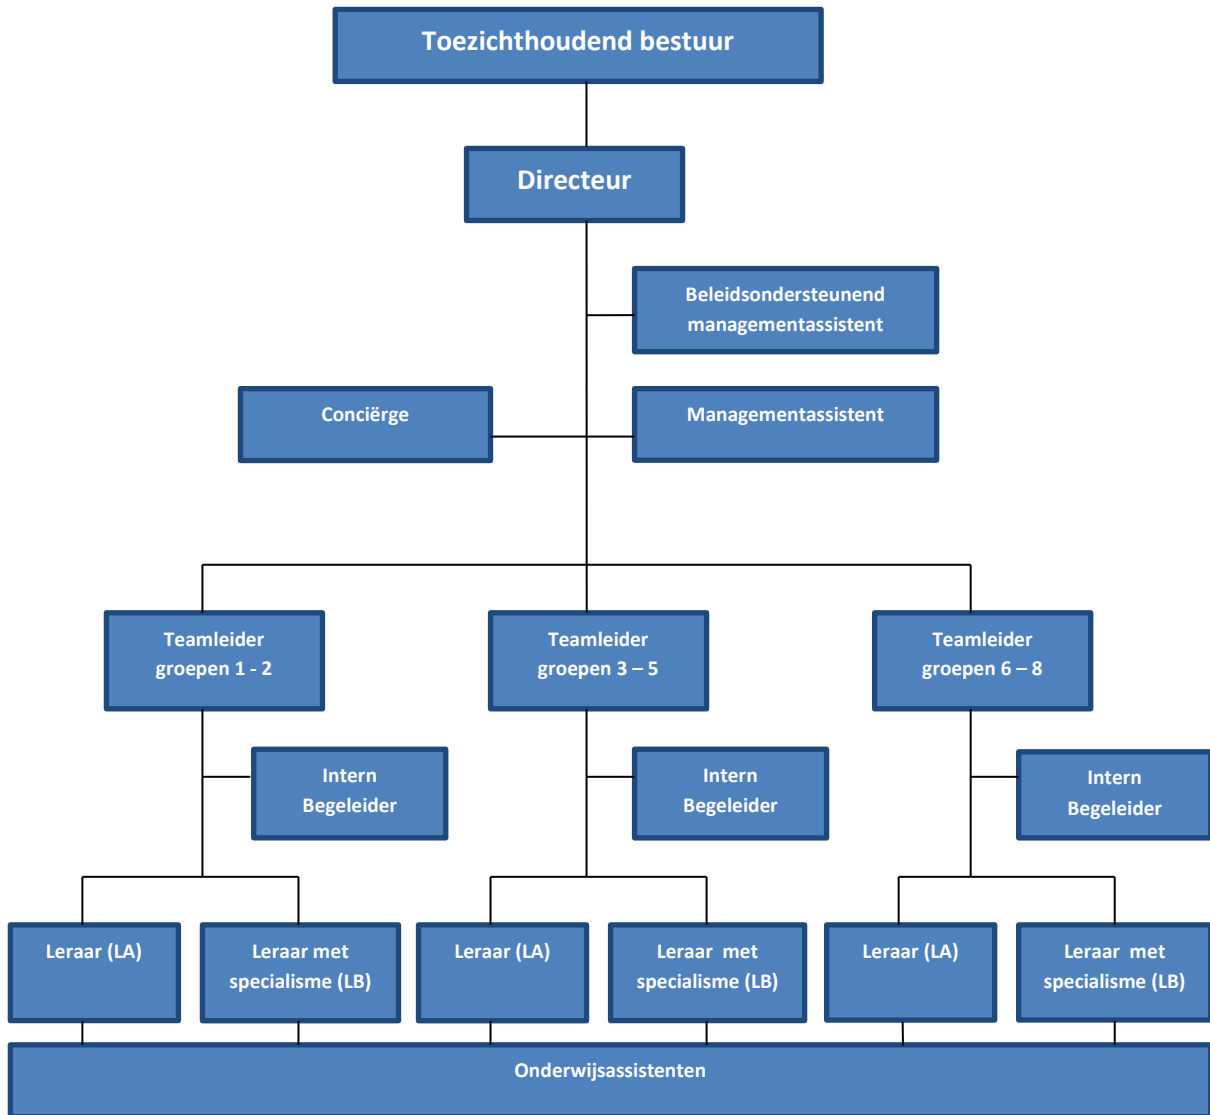 Toezichthoudend bestuur
Directeur
Beleidsondersteunend
managementassistent
Conciërge
Managementassistent
Teamleider
groepen 1 - 2
Teamleider
groepen 3 – 5
Teamleider
groepen 6 – 8
Intern
Begeleider
Intern
Begeleider
Intern
Begeleider
Leraar (LA)
Leraar met
specialisme (LB)
Leraar (LA)
Leraar met
specialisme (LB)
Leraar (LA)
Leraar met
specialisme (LB)
Onderwijsassistenten